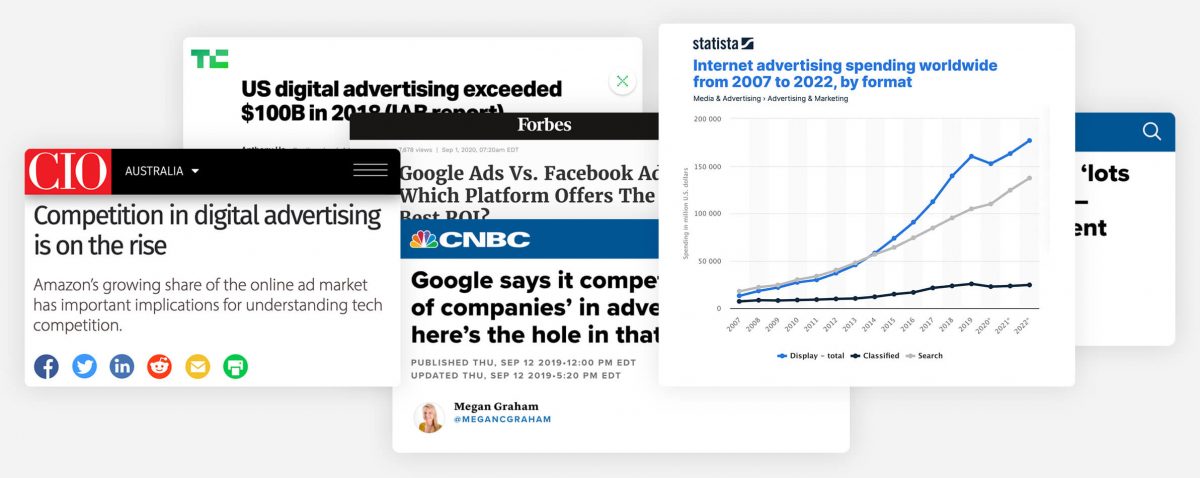 TC
US digital advertising exceeded
$100B in 2018 (IAB report)
Forbes
7,678 views | Sep 1, 2020, 07:20am EDT
Google Ads Vs. Facebook Ad
Which Platform Offers The
Best ROI?
CIO
AUSTRALIA
Competition in digital advertising
is on the rise
Amazon's growing share of the online ad market
has important implications for understanding tech
competition.
CNBC
Google says it compe
of companies' in adve
here's the hole in that
PUBLISHED THU, SEP 12 2019•12:00 PM EDT
UPDATED THU, SEP 12 2019•5:20 PM EDT
Megan Graham
@MEGANCGRAHAM
statista
Internet advertising spending worldwide
from 2007 to 2022, by format
Media & Advertising › Advertising & Marketing
Spending in million U.S. dollars
200 000
150 000
100 000
50 000
0
2007
2008
2009
2010
2011
2012
2013
2014
2015
2016
2017
2018
2019
2020*
2021*
2022*
Display - total
Classified
Search
'lots
—
ent